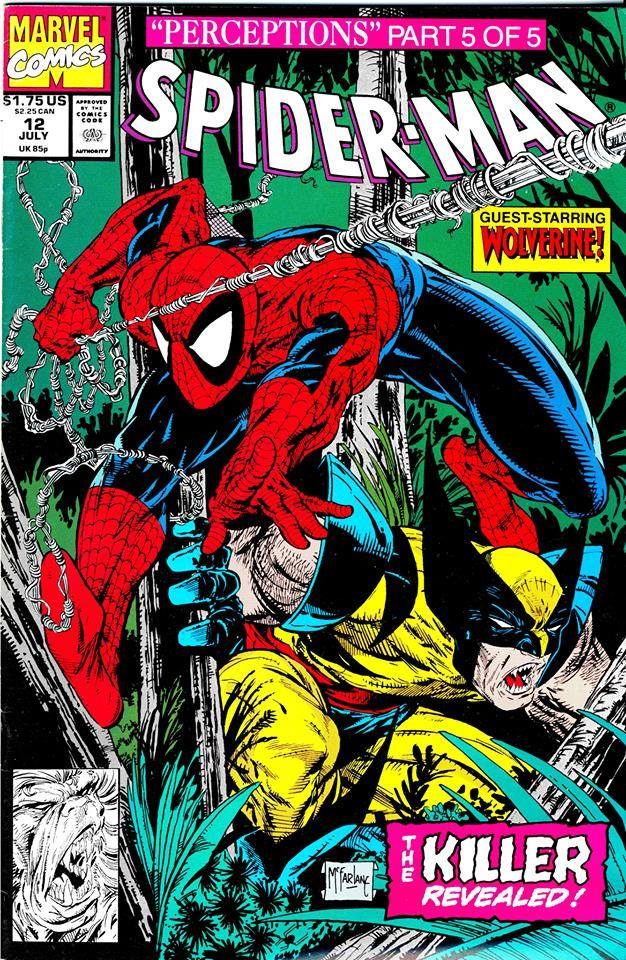 MARVEL
COMICS
M
"PERCEPTIONS" PART 5 OF 5
$1.75 US
$2.25 CAN
12
JULY
UK 85p
APPROVED
BY THE
COMICS
CODE
AUTHORITY
SPIDER-MAN®
GUEST-STARRING
WOLVERINE!
McFARLANE
THE
KILLER
REVEALED!